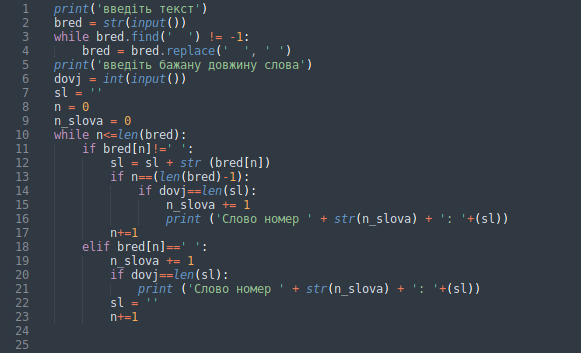 1 print('введіть текст')
2 bred = str(input())
3 while bred.find('  ') != -1:
4     bred = bred.replace('  ', ' ')
5 print('введіть бажану довжину слова')
6 dovj = int(input())
7 sl = ''
8 n = 0
9 n_slova = 0
10 while n<=len(bred):
11     if bred[n]!=' ':
12         sl = sl + str (bred[n])
13         if n==(len(bred)-1):
14             if dovj==len(sl):
15                 n_slova += 1
16                 print ('Слово номер ' + str(n_slova) + ': '+(sl))
17         n+=1
18     elif bred[n]==' ':
19         n_slova += 1
20         if dovj==len(sl):
21             print ('Слово номер ' + str(n_slova) + ': '+(sl))
22         sl = ''
23         n+=1
24
25